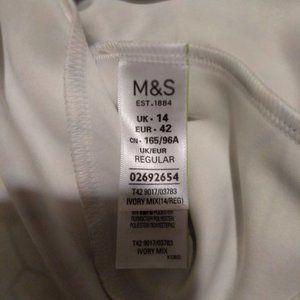 M&S
EST. 1884
UK · 14
EUR · 42
CN · 165/96A
UK/EUR
REGULAR
02692654
T42 9017/03783
IVORY MIX(14/REG)
T42 9017/03783
IVORY MIX